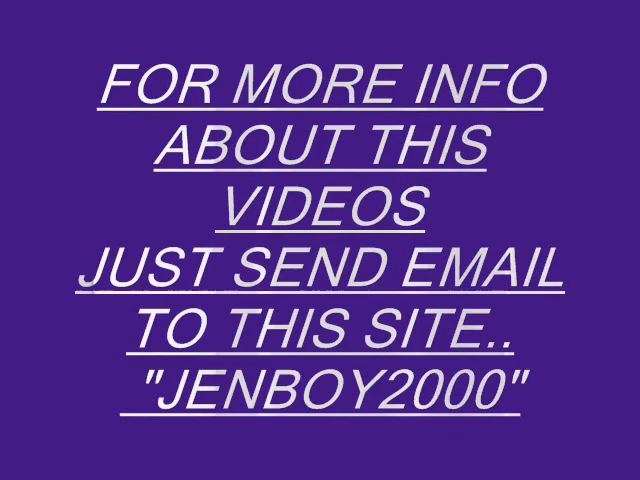 FOR MORE INFO
ABOUT THIS
VIDEOS
JUST SEND EMAIL
TO THIS SITE..
"JENBOY2000"